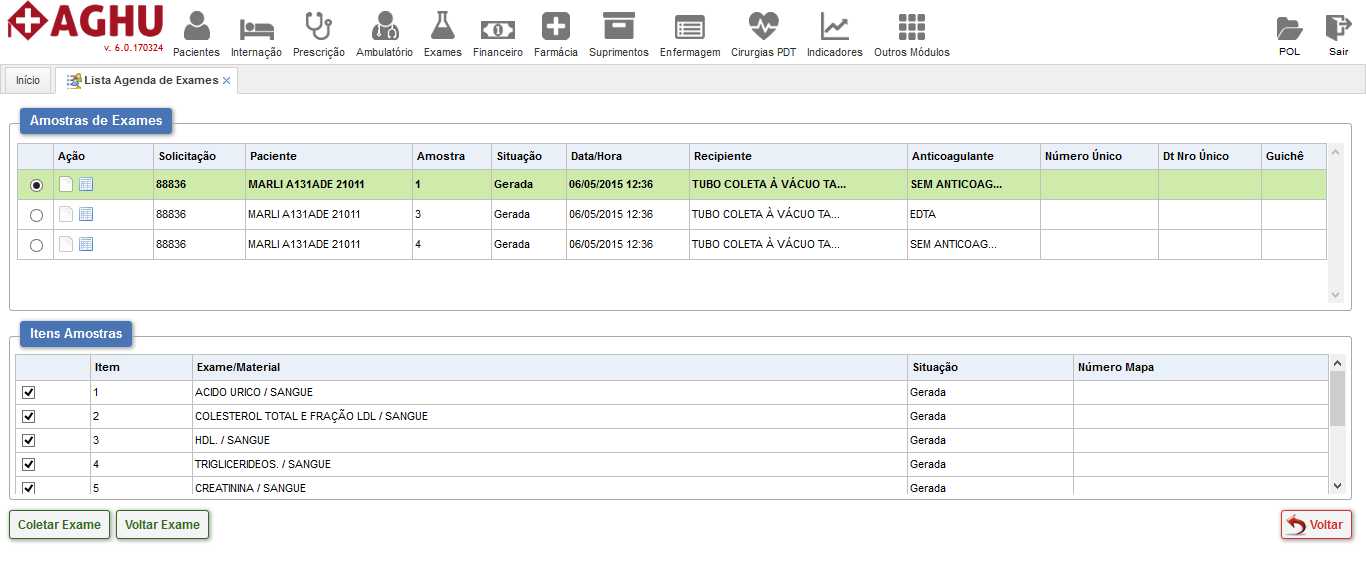 AGHU
v. 6.0.170324
Pacientes Internação Prescrição Ambulatório Exames Financeiro Farmácia Suprimentos Enfermagem Cirurgias PDT Indicadores Outros Módulos POL Sair
Início Lista Agenda de Exames
Amostras de Exames
Ação Solicitação Paciente Amostra Situação Data/Hora Recipiente Anticoagulante Número Único Dt Nro Único Guichê
88836 MARLI A131ADE 21011 1 Gerada 06/05/2015 12:36 TUBO COLETA À VÁCUO TA... SEM ANTICOAG...
88836 MARLI A131ADE 21011 3 Gerada 06/05/2015 12:36 TUBO COLETA À VÁCUO TA... EDTA
88836 MARLI A131ADE 21011 4 Gerada 06/05/2015 12:36 TUBO COLETA À VÁCUO TA... SEM ANTICOAG...
Itens Amostras
Item Exame/Material Situação Número Mapa
1 ACIDO URICO / SANGUE Gerada
2 COLESTEROL TOTAL E FRAÇÃO LDL / SANGUE Gerada
3 HDL. / SANGUE Gerada
4 TRIGLICERIDEOS. / SANGUE Gerada
5 CREATININA / SANGUE Gerada
Coletar Exame Voltar Exame Voltar